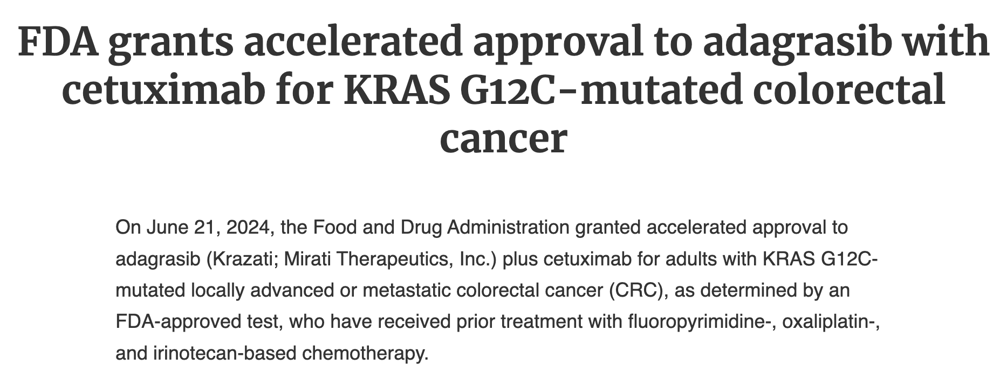 FDA grants accelerated approval to adagrasib with
cetuximab for KRAS G12C-mutated colorectal
cancer
On June 21, 2024, the Food and Drug Administration granted accelerated approval to
adagrasib (Krazati; Mirati Therapeutics, Inc.) plus cetuximab for adults with KRAS G12C-
mutated locally advanced or metastatic colorectal cancer (CRC), as determined by an
FDA-approved test, who have received prior treatment with fluoropyrimidine-, oxaliplatin-,
and irinotecan-based chemotherapy.